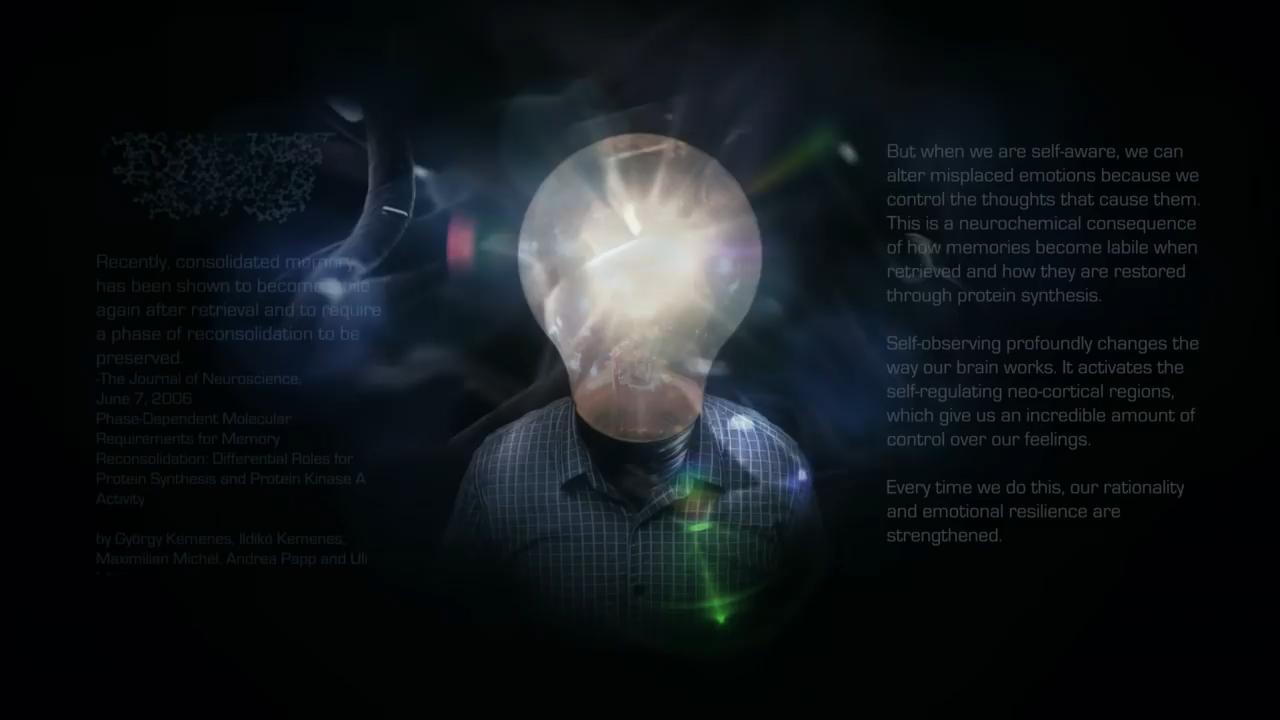 Recently, consolidated memory
has been shown to become labile
again after retrieval and to require
a phase of reconsolidation to be
preserved.
-The Journal of Neuroscience,
June 7, 2006
Phase-Dependent Molecular
Requirements for Memory
Reconsolidation: Differential Roles for
Protein Synthesis and Protein Kinase A
Activity
by György Kemenes, Ildikó Kemenes,
Maximilian Michel, Andrea Papp and Uli
But when we are self-aware, we can
alter misplaced emotions because we
control the thoughts that cause them.
This is a neurochemical consequence
of how memories become labile when
retrieved and how they are restored
through protein synthesis.
Self-observing profoundly changes the
way our brain works. It activates the
self-regulating neo-cortical regions,
which give us an incredible amount of
control over our feelings.
Every time we do this, our rationality
and emotional resilience are
strengthened.